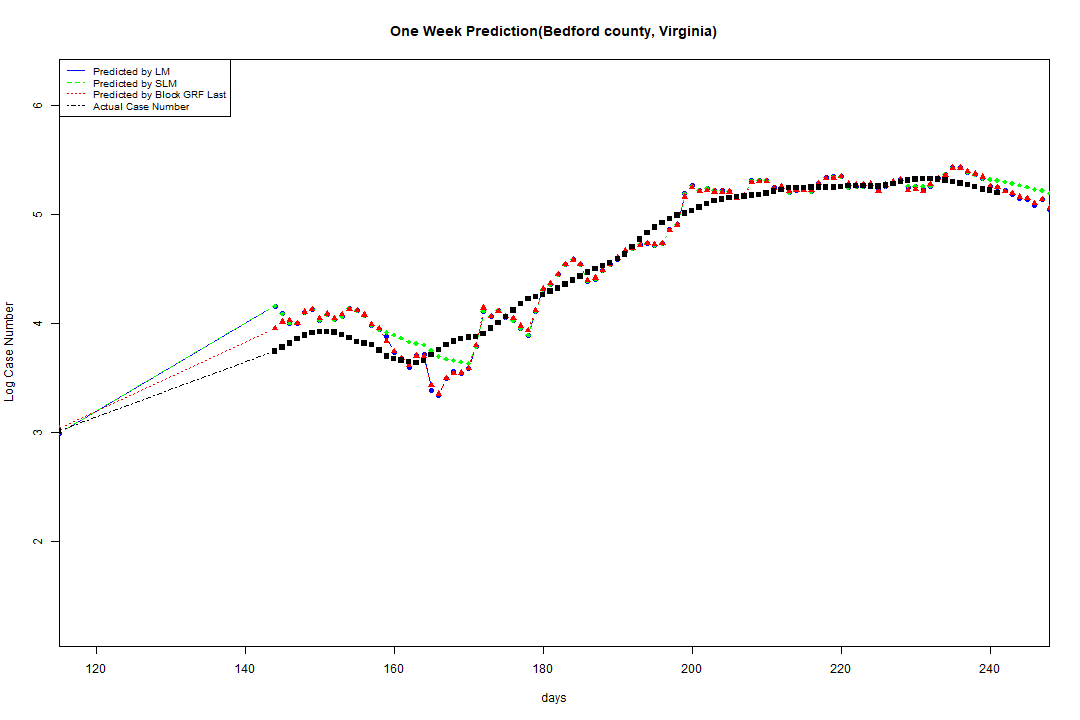 One Week Prediction(Bedford county, Virginia)
Predicted by LM
Predicted by SLM
Predicted by Block GRF Last
Actual Case Number
6
5
4
3
2
Log Case Number
120 140 160 180 200 220 240
days